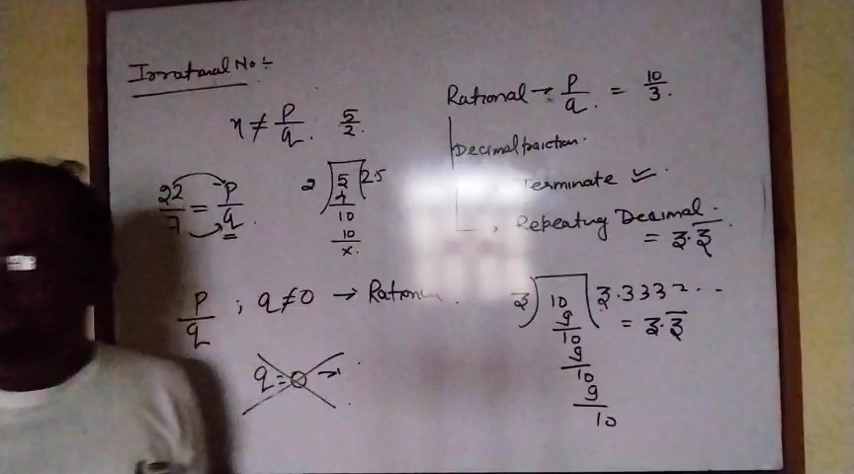 Irrational No :-
n ≠ p/q. 5/2.
22/7 = p/q.
2 ) 5 ( 2.5
4
10
10
x.
p/q ; q ≠ 0 → Ration
q = 0 →
Rational → p/q. = 10/3.
Decimal fraction.
Terminate ✓.
, Repeating Decimal.
= 3.3̅.
3 ) 10 ( 3.333 - - -
= 3.3̅
9
10
9
10
9
10